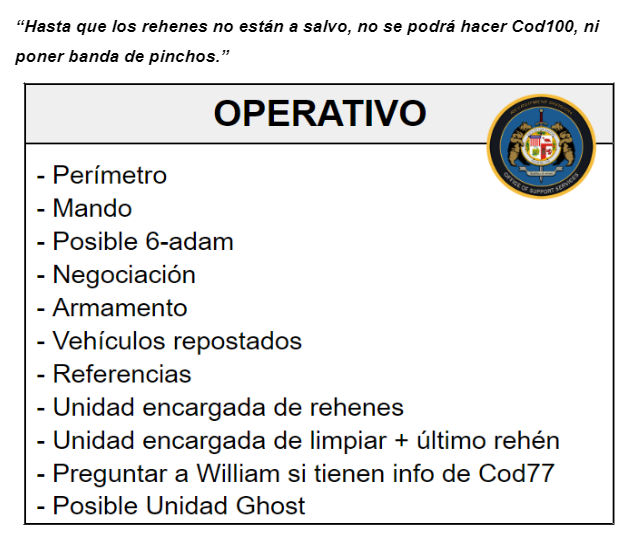 “Hasta que los rehenes no están a salvo, no se podrá hacer Cod100, ni
poner banda de pinchos.”
OPERATIVO
- Perímetro
- Mando
- Posible 6-adam
- Negociación
- Armamento
- Vehículos repostados
- Referencias
- Unidad encargada de rehenes
- Unidad encargada de limpiar + último rehén
- Preguntar a William si tienen info de Cod77
- Posible Unidad Ghost
OFFICE OF SUPPORT SERVICES